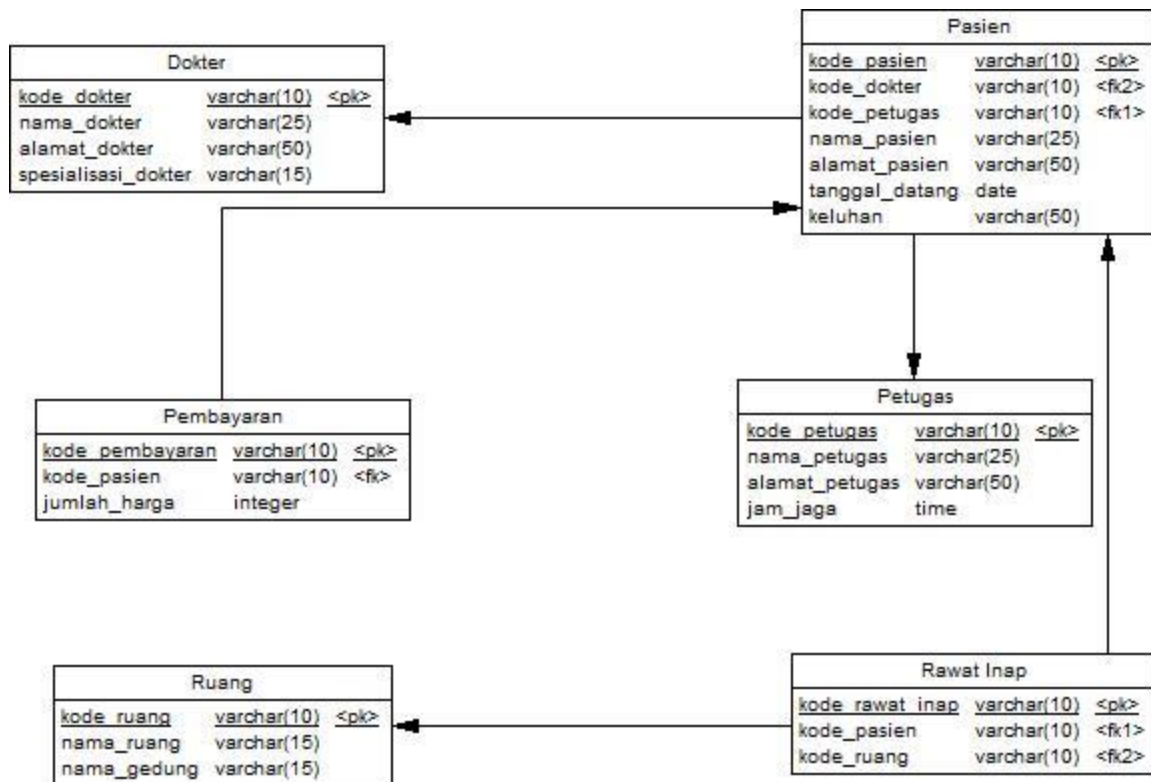 Dokter
kode_dokter varchar(10) <pk>
nama_dokter varchar(25)
alamat_dokter varchar(50)
spesialisasi_dokter varchar(15)
Pasien
kode_pasien varchar(10) <pk>
kode_dokter varchar(10) <fk2>
kode_petugas varchar(10) <fk1>
nama_pasien varchar(25)
alamat_pasien varchar(50)
tanggal_datang date
keluhan varchar(50)
Pembayaran
kode_pembayaran varchar(10) <pk>
kode_pasien varchar(10) <fk>
jumlah_harga integer
Petugas
kode_petugas varchar(10) <pk>
nama_petugas varchar(25)
alamat_petugas varchar(50)
jam_jaga time
Ruang
kode_ruang varchar(10) <pk>
nama_ruang varchar(15)
nama_gedung varchar(15)
Rawat Inap
kode_rawat_inap varchar(10) <pk>
kode_pasien varchar(10) <fk1>
kode_ruang varchar(10) <fk2>